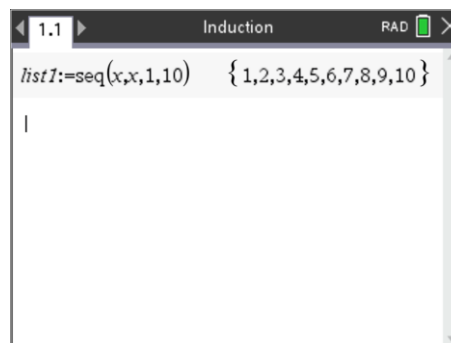 1.1 Induction RAD
list1:=seq(x,x,1,10) {1,2,3,4,5,6,7,8,9,10}